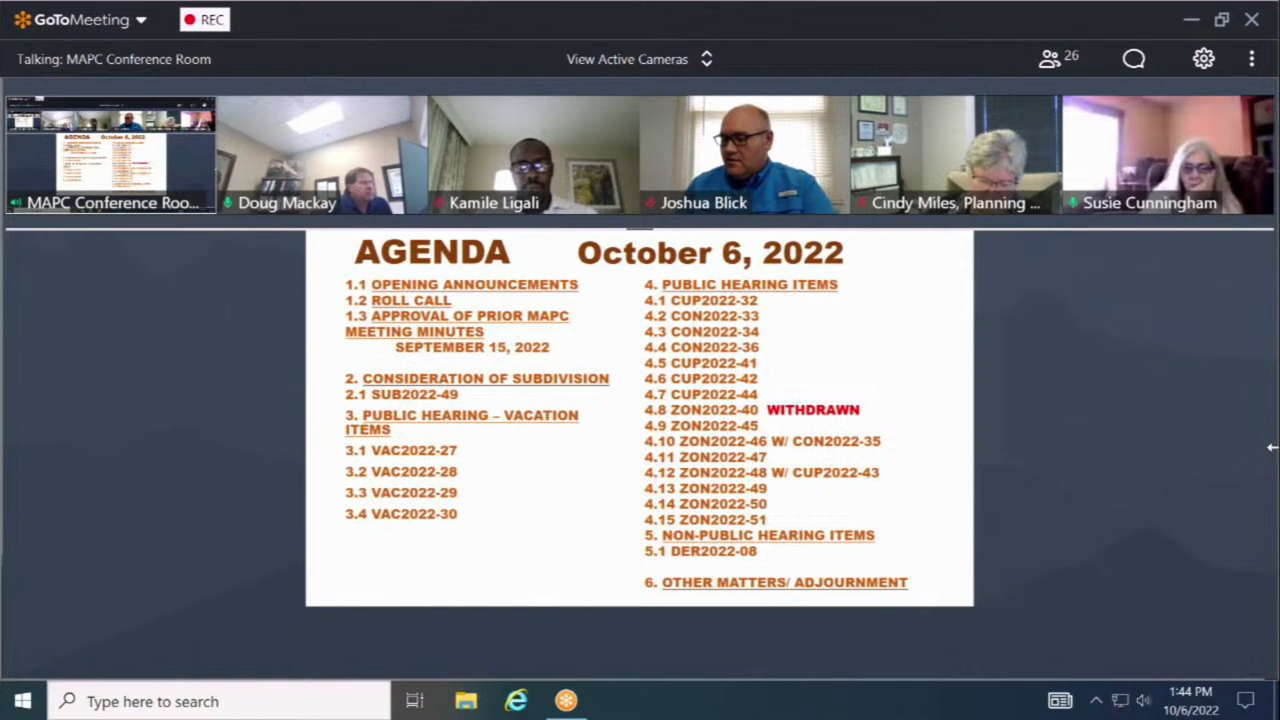 GoToMeeting
REC
Talking: MAPC Conference Room
View Active Cameras
26
MAPC Conference Roo...
Doug Mackay
Kamile Ligali
Joshua Blick
Cindy Miles, Planning ...
Susie Cunningham
AGENDA October 6, 2022
1.1 OPENING ANNOUNCEMENTS
1.2 ROLL CALL
1.3 APPROVAL OF PRIOR MAPC
MEETING MINUTES
SEPTEMBER 15, 2022
2. CONSIDERATION OF SUBDIVISION
2.1 SUB2022-49
3. PUBLIC HEARING – VACATION
ITEMS
3.1 VAC2022-27
3.2 VAC2022-28
3.3 VAC2022-29
3.4 VAC2022-30
4. PUBLIC HEARING ITEMS
4.1 CUP2022-32
4.2 CON2022-33
4.3 CON2022-34
4.4 CON2022-36
4.5 CUP2022-41
4.6 CUP2022-42
4.7 CUP2022-44
4.8 ZON2022-40 WITHDRAWN
4.9 ZON2022-45
4.10 ZON2022-46 W/ CON2022-35
4.11 ZON2022-47
4.12 ZON2022-48 W/ CUP2022-43
4.13 ZON2022-49
4.14 ZON2022-50
4.15 ZON2022-51
5. NON-PUBLIC HEARING ITEMS
5.1 DER2022-08
6. OTHER MATTERS/ ADJOURNMENT
Type here to search
1:44 PM
10/6/2022